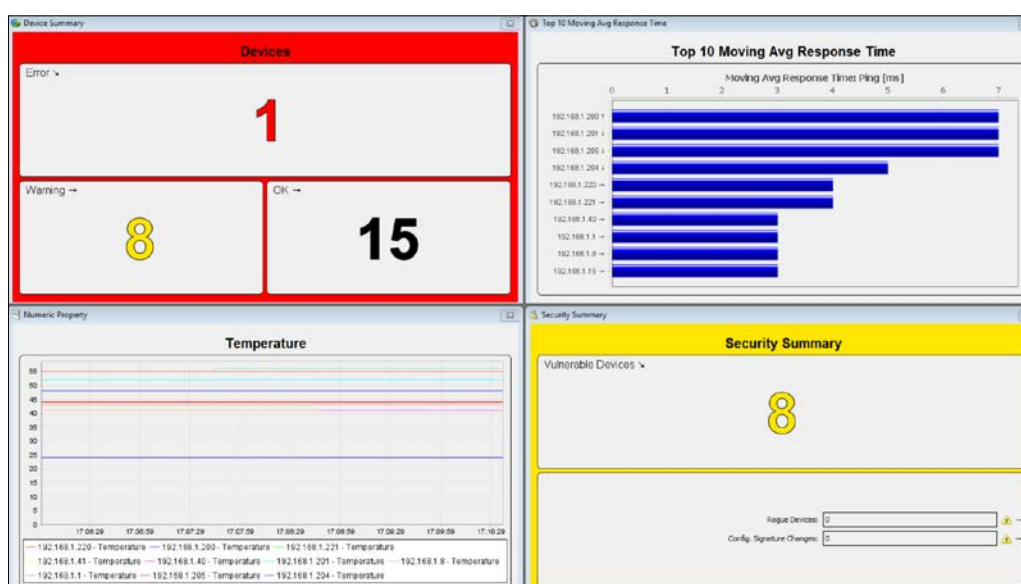 Device Summary
Devices
Error ↘
1
Warning →
8
OK →
15
Top 10 Moving Avg Response Time
Top 10 Moving Avg Response Time
Moving Avg Response Time: Ping [ms]
0 1 2 3 4 5 6 7
192.168.1.200 ↑
192.168.1.201 ↓
192.168.1.205 ↓
192.168.1.204 ↓
192.168.1.220 →
192.168.1.221 →
192.168.1.40 →
192.168.1.1 →
192.168.1.8 →
192.168.1.15 →
Numeric Property
Temperature
55
50
45
40
35
30
25
20
15
10
5
0
17:06:29 17:06:59 17:07:29 17:07:59 17:08:29 17:08:59 17:09:29 17:09:59 17:10:29
192.168.1.220 - Temperature 192.168.1.200 - Temperature 192.168.1.221 - Temperature
192.168.1.41 - Temperature 192.168.1.40 - Temperature 192.168.1.201 - Temperature 192.168.1.8 - Temperature
192.168.1.1 - Temperature 192.168.1.205 - Temperature 192.168.1.204 - Temperature
Security Summary
Security Summary
Vulnerable Devices ↘
8
Rogue Devices: 0
Config. Signature Changes: 0